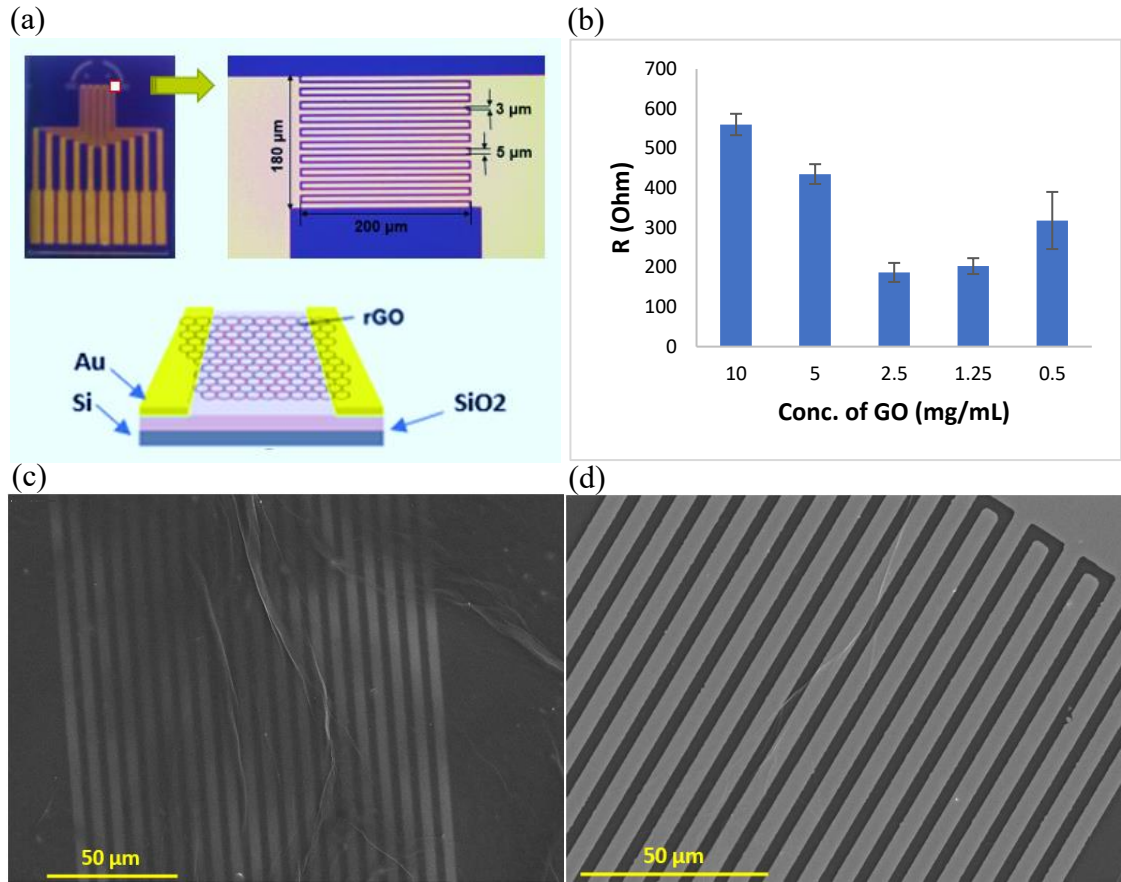 (a)
3 μm
5 μm
180 μm
200 μm
rGO
Au
Si
SiO2
(b)
700
600
500
400
300
200
100
0
R (Ohm)
10 5 2.5 1.25 0.5
Conc. of GO (mg/mL)
(c)
50 μm
(d)
50 μm